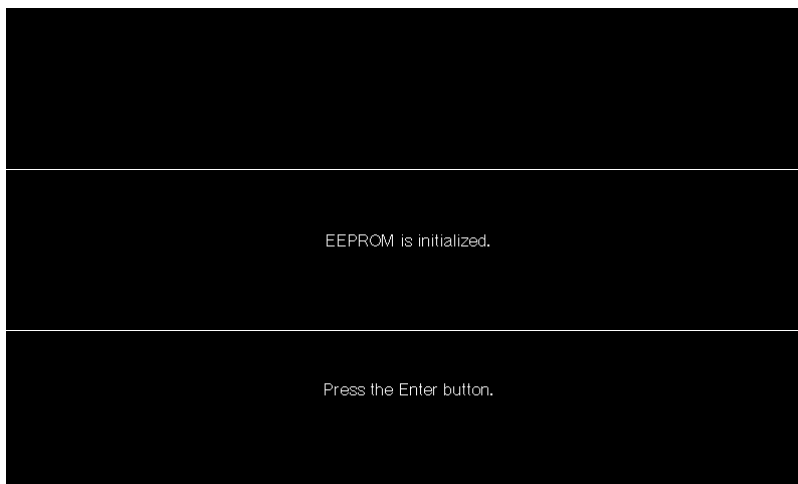 EEPROM is initialized.
Press the Enter button.